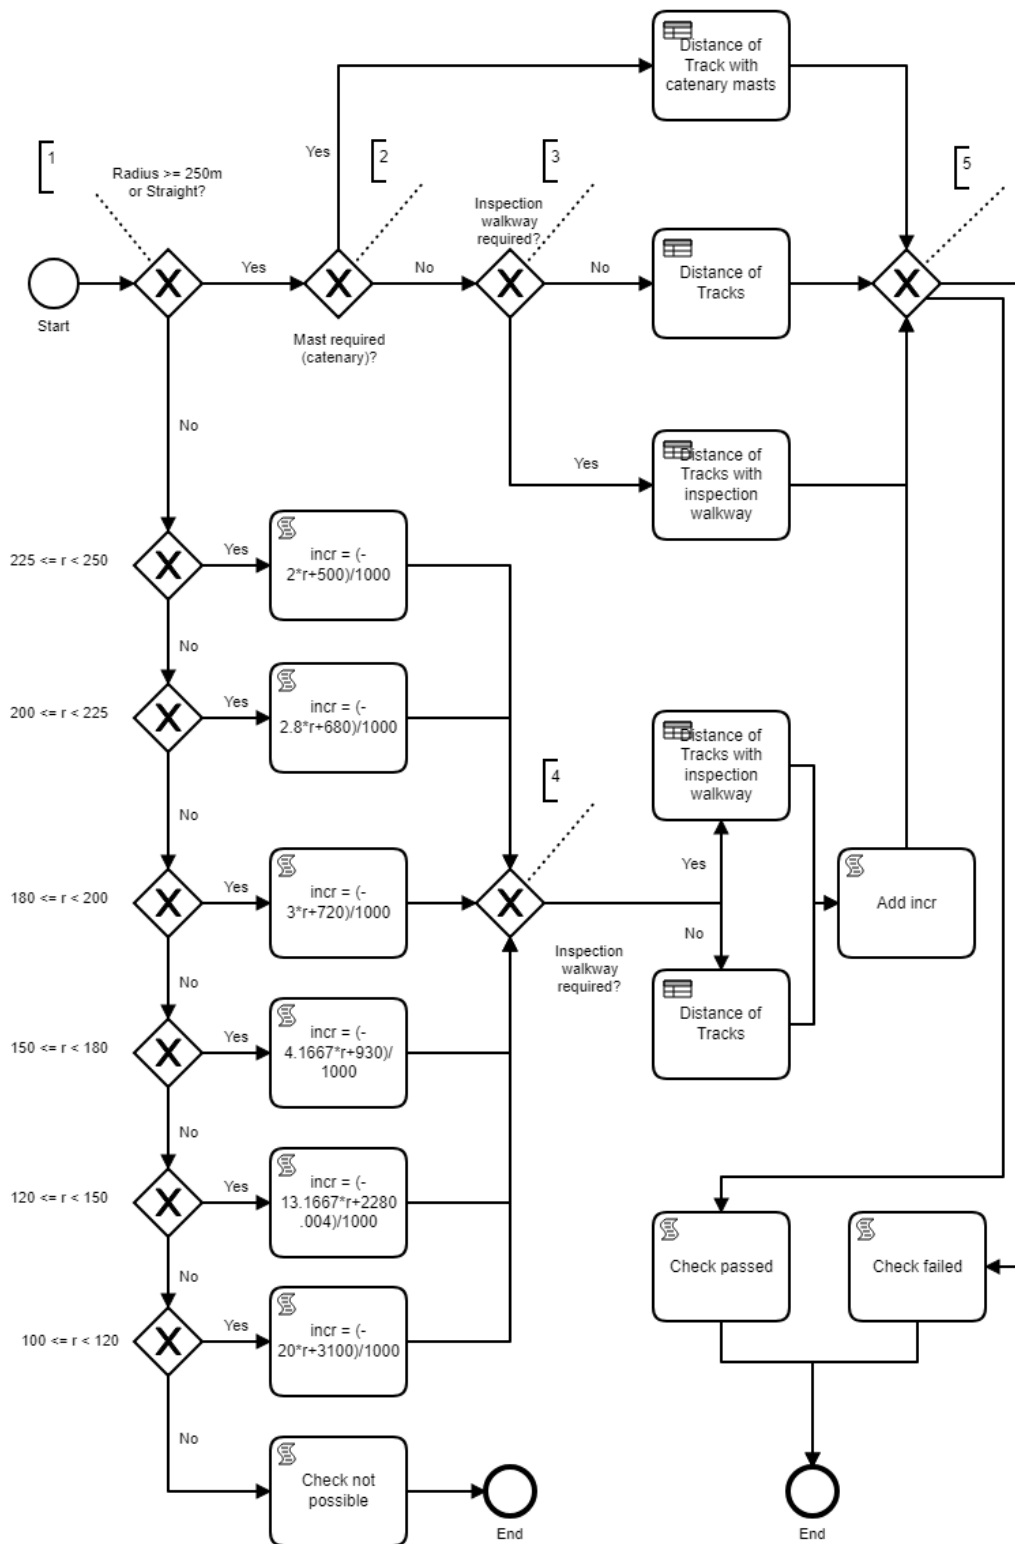 Distance of
Track with
catenary masts
1
Radius >= 250m
or Straight?
Yes
2
3
5
Inspection
walkway
required?
Start
Yes
No
No
Distance of
Tracks
Mast required
(catenary)?
No
Yes
Distance of
Tracks with
inspection
walkway
225 <= r < 250
Yes
incr = (-
2*r+500)/1000
No
200 <= r < 225
Yes
incr = (-
2.8*r+680)/1000
Distance of
Tracks with
inspection
walkway
4
No
180 <= r < 200
Yes
incr = (-
3*r+720)/1000
Yes
Add incr
No
Inspection
walkway
required?
No
Distance of
Tracks
150 <= r < 180
Yes
incr = (-
4.1667*r+930)/
1000
No
120 <= r < 150
Yes
incr = (-
13.1667*r+2280
.004)/1000
No
Check passed
Check failed
100 <= r < 120
Yes
incr = (-
20*r+3100)/1000
No
Check not
possible
End
End